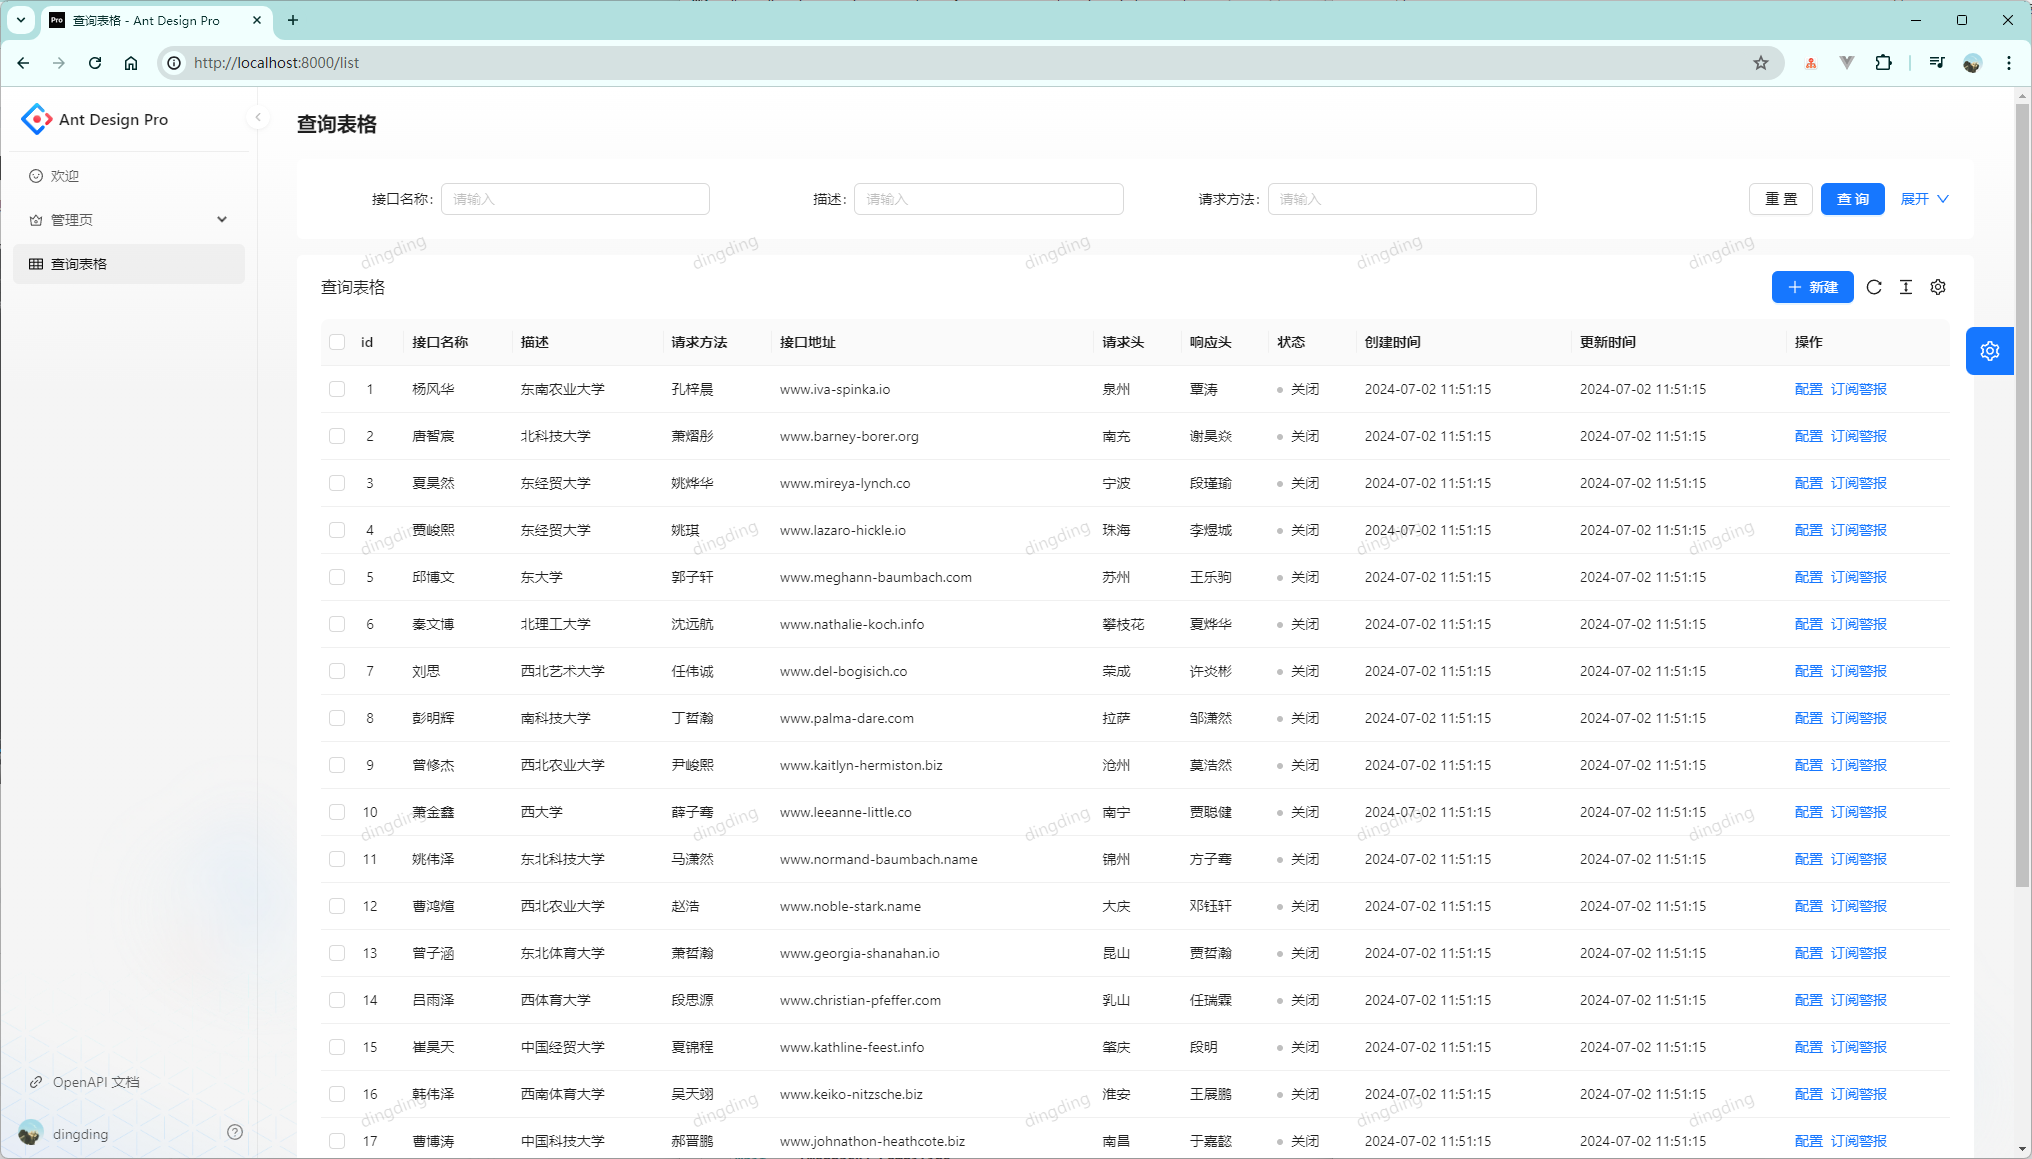 查询表格 - Ant Design Pro
http://localhost:8000/list
Ant Design Pro
欢迎
管理页
查询表格
OpenAPI 文档
dingding
查询表格
接口名称: 请输入 描述: 请输入 请求方法: 请输入 重 置 查 询 展开
dingding dingding dingding dingding dingding
查询表格 新建
id 接口名称 描述 请求方法 接口地址 请求头 响应头 状态 创建时间 更新时间 操作
1 杨风华 东南农业大学 孔梓晨 www.iva-spinka.io 泉州 覃涛 关闭 2024-07-02 11:51:15 2024-07-02 11:51:15 配置 订阅警报
2 唐智宸 北科技大学 萧熠彤 www.barney-borer.org 南充 谢昊焱 关闭 2024-07-02 11:51:15 2024-07-02 11:51:15 配置 订阅警报
3 夏昊然 东经贸大学 姚烨华 www.mireya-lynch.co 宁波 段瑾瑜 关闭 2024-07-02 11:51:15 2024-07-02 11:51:15 配置 订阅警报
4 贾峻熙 东经贸大学 姚琪 www.lazaro-hickle.io 珠海 李煜城 关闭 2024-07-02 11:51:15 2024-07-02 11:51:15 配置 订阅警报
dingding dingding dingding dingding dingding
5 邱博文 东大学 郭子轩 www.meghann-baumbach.com 苏州 王乐驹 关闭 2024-07-02 11:51:15 2024-07-02 11:51:15 配置 订阅警报
6 秦文博 北理工大学 沈远航 www.nathalie-koch.info 攀枝花 夏烨华 关闭 2024-07-02 11:51:15 2024-07-02 11:51:15 配置 订阅警报
7 刘思 西北艺术大学 任伟诚 www.del-bogisich.co 荣成 许炎彬 关闭 2024-07-02 11:51:15 2024-07-02 11:51:15 配置 订阅警报
8 彭明辉 南科技大学 丁哲瀚 www.palma-dare.com 拉萨 邹潇然 关闭 2024-07-02 11:51:15 2024-07-02 11:51:15 配置 订阅警报
9 曾修杰 西北农业大学 尹峻熙 www.kaitlyn-hermiston.biz 沧州 莫浩然 关闭 2024-07-02 11:51:15 2024-07-02 11:51:15 配置 订阅警报
10 萧金鑫 西大学 薛子骞 www.leeanne-little.co 南宁 贾聪健 关闭 2024-07-02 11:51:15 2024-07-02 11:51:15 配置 订阅警报
dingding dingding dingding dingding dingding
11 姚伟泽 东北科技大学 马潇然 www.normand-baumbach.name 锦州 方子骞 关闭 2024-07-02 11:51:15 2024-07-02 11:51:15 配置 订阅警报
12 曹鸿煊 西北农业大学 赵浩 www.noble-stark.name 大庆 邓钰轩 关闭 2024-07-02 11:51:15 2024-07-02 11:51:15 配置 订阅警报
13 曾子涵 东北体育大学 萧哲瀚 www.georgia-shanahan.io 昆山 贾哲瀚 关闭 2024-07-02 11:51:15 2024-07-02 11:51:15 配置 订阅警报
14 吕雨泽 西体育大学 段思源 www.christian-pfeffer.com 乳山 任瑞霖 关闭 2024-07-02 11:51:15 2024-07-02 11:51:15 配置 订阅警报
15 崔昊天 中国经贸大学 夏锦程 www.kathline-feest.info 肇庆 段明 关闭 2024-07-02 11:51:15 2024-07-02 11:51:15 配置 订阅警报
16 韩伟泽 西南体育大学 吴天翊 www.keiko-nitzsche.biz 淮安 王展鹏 关闭 2024-07-02 11:51:15 2024-07-02 11:51:15 配置 订阅警报
dingding dingding dingding dingding dingding
17 曹博涛 中国科技大学 郝晋鹏 www.johnathon-heathcote.biz 南昌 于嘉懿 关闭 2024-07-02 11:51:15 2024-07-02 11:51:15 配置 订阅警报